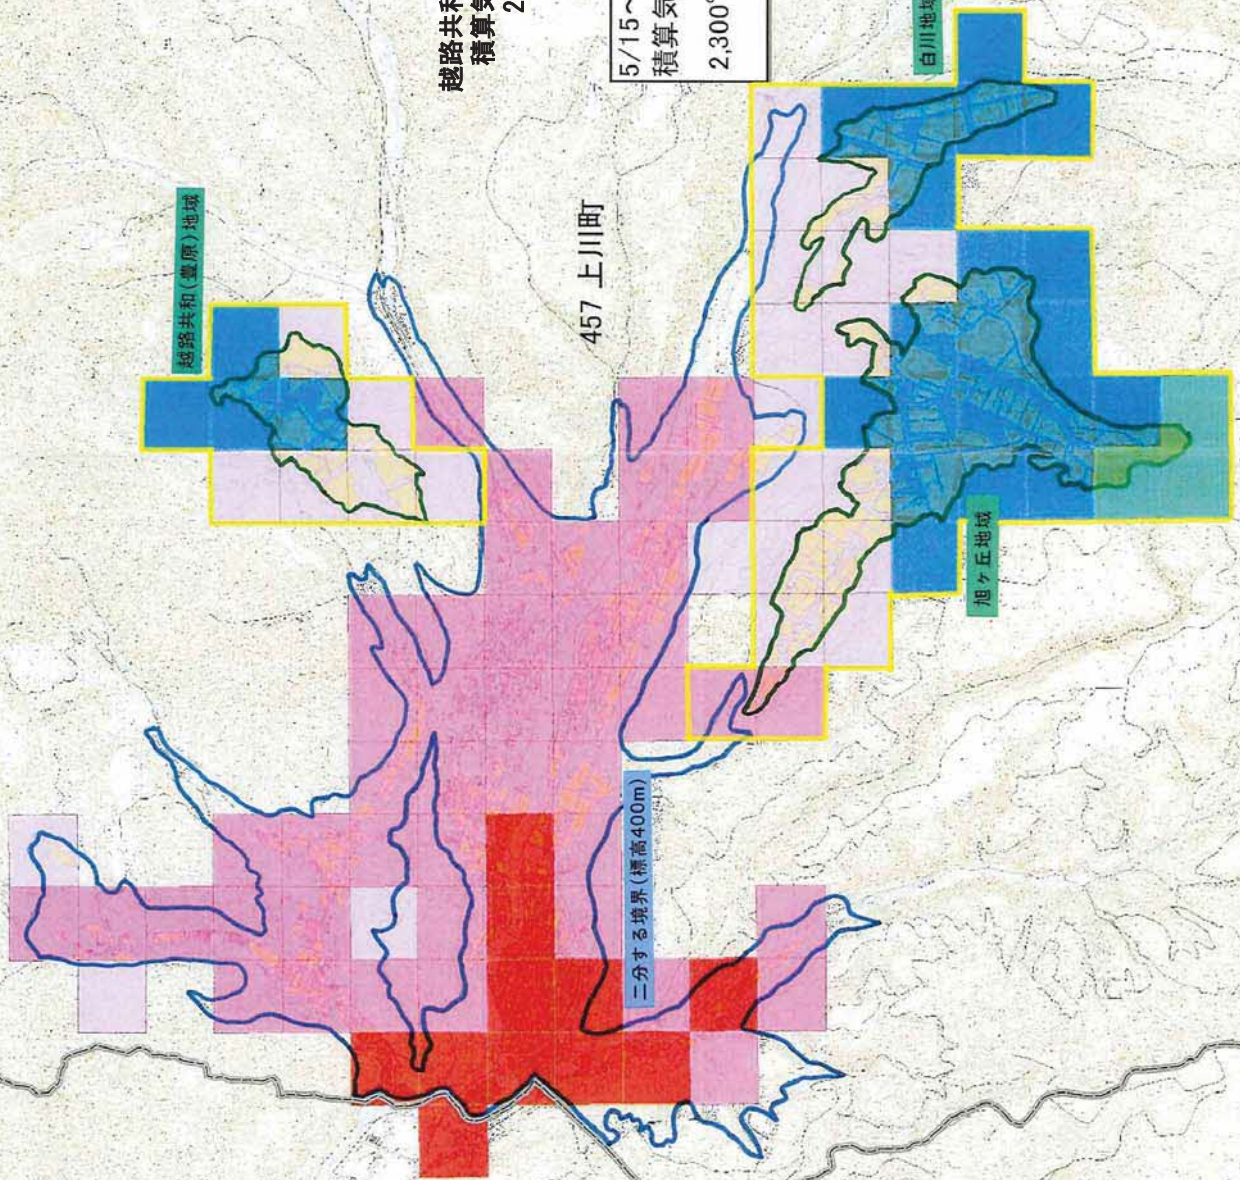 越路共和
積算気
2
5/15~
積算気
2,300°
白川地域
越路共和(豊原)地域
457 上川町
二分する境界(標高400m)
旭ヶ丘地域